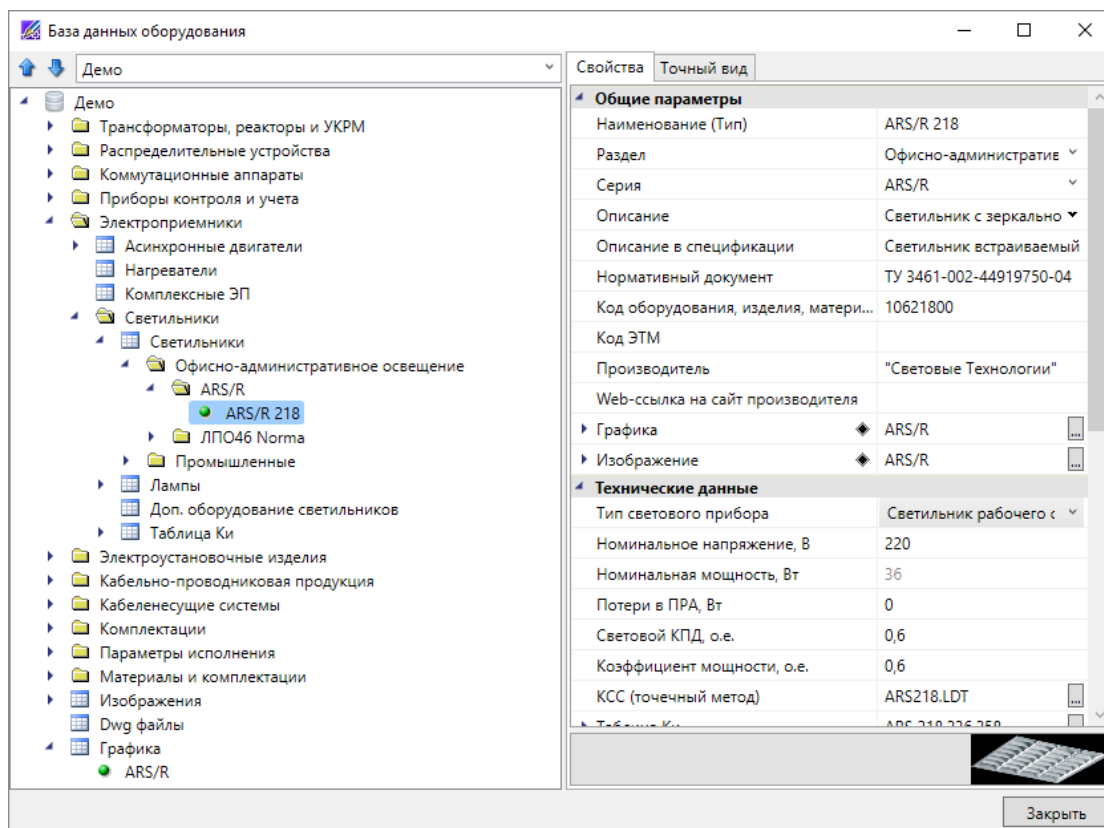 База данных оборудования
Демо
Демо
Трансформаторы, реакторы и УКРМ
Распределительные устройства
Коммутационные аппараты
Приборы контроля и учета
Электроприемники
Асинхронные двигатели
Нагреватели
Комплексные ЭП
Светильники
Светильники
Офисно-административное освещение
ARS/R
ARS/R 218
ЛПО46 Norma
Промышленные
Лампы
Доп. оборудование светильников
Таблица Ки
Электроустановочные изделия
Кабельно-проводниковая продукция
Кабеленесущие системы
Комплектации
Параметры исполнения
Материалы и комплектации
Изображения
Dwg файлы
Графика
ARS/R
Свойства Точный вид
Общие параметры
Наименование (Тип) ARS/R 218
Раздел Офисно-административ
Серия ARS/R
Описание Светильник с зеркально
Описание в спецификации Светильник встраиваемый
Нормативный документ ТУ 3461-002-44919750-04
Код оборудования, изделия, матери... 10621800
Код ЭТМ
Производитель "Световые Технологии"
Web-ссылка на сайт производителя
Графика ARS/R ...
Изображение ARS/R ...
Технические данные
Тип светового прибора Светильник рабочего с
Номинальное напряжение, В 220
Номинальная мощность, Вт 36
Потери в ПРА, Вт 0
Световой КПД, о.е. 0,6
Коэффициент мощности, о.е. 0,6
КСС (точечный метод) ARS218.LDT ...
Таблица Ки ARS 218 236 258
Закрыть